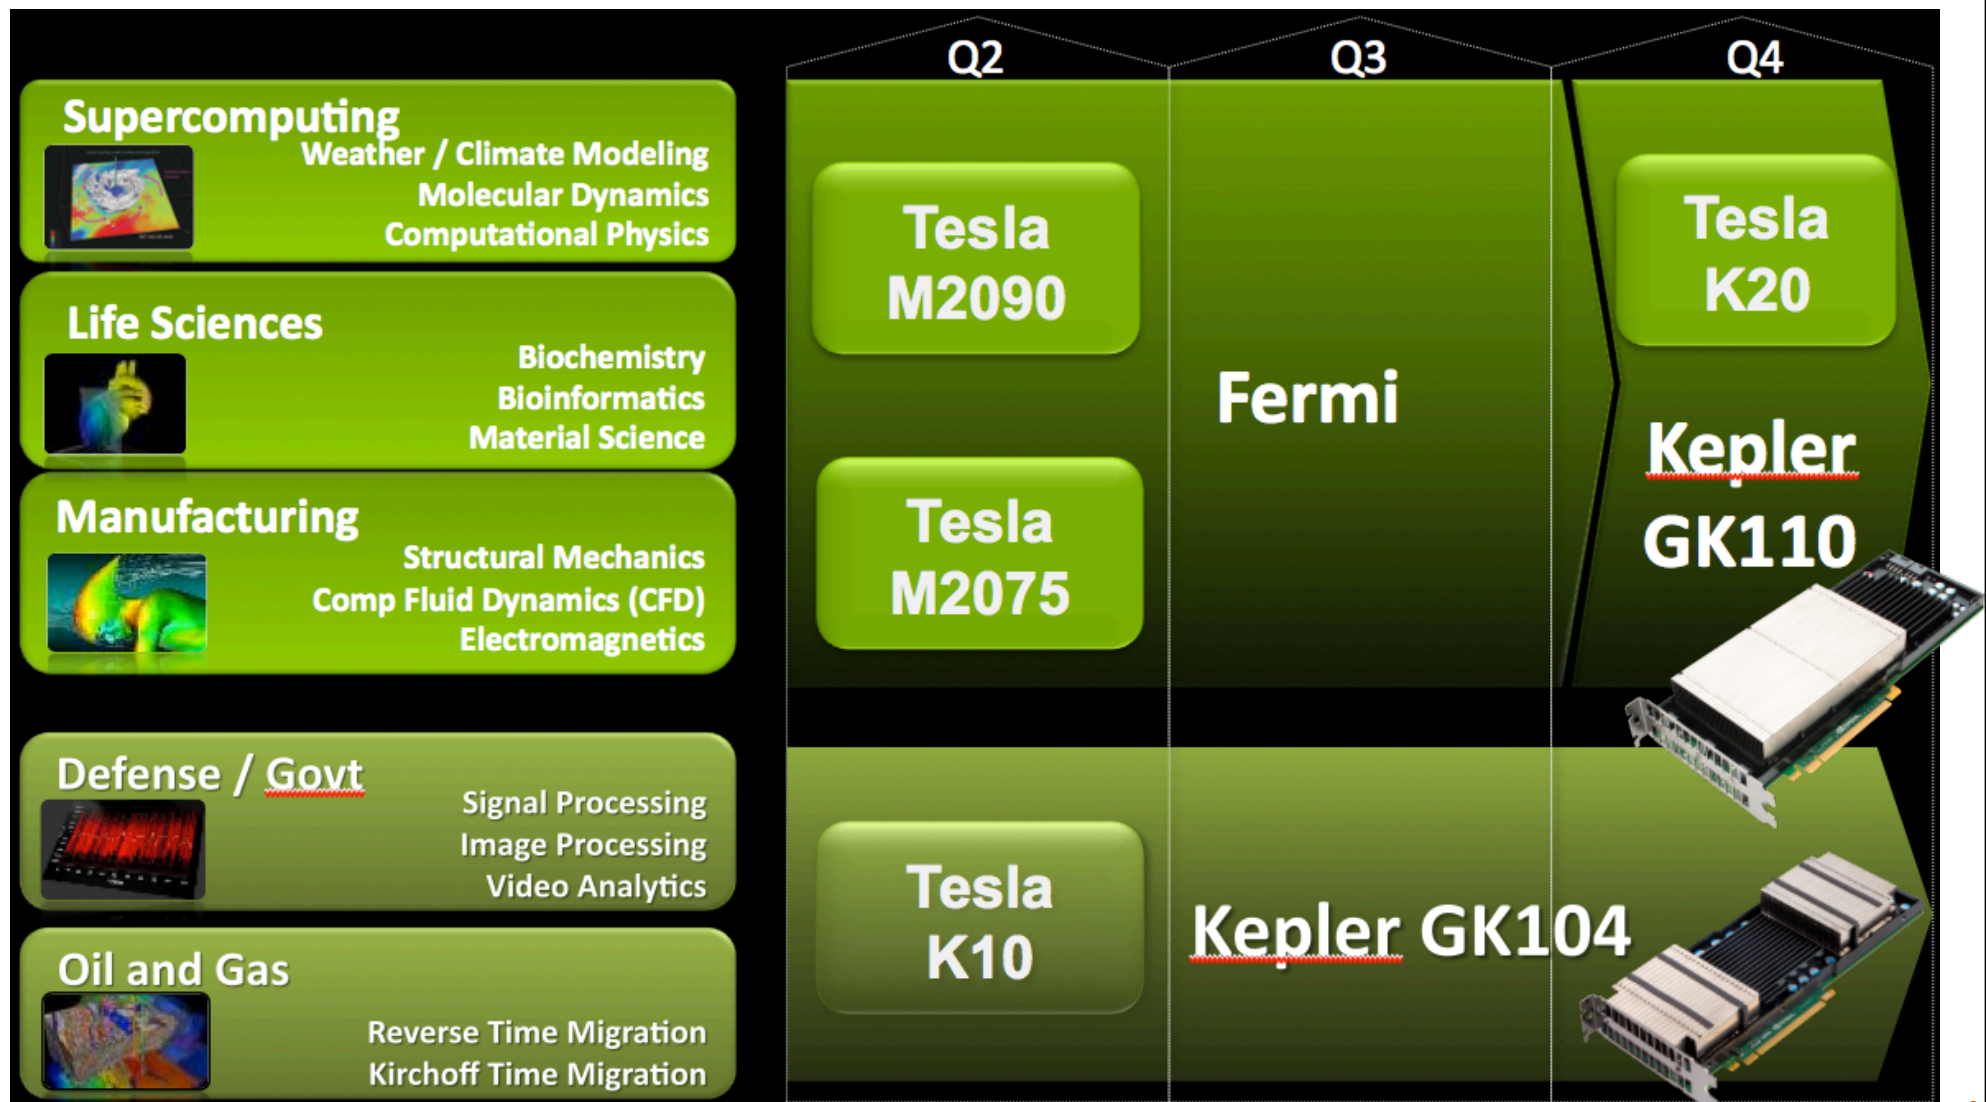 Q2
Q3
Q4
Supercomputing
Weather / Climate Modeling
Molecular Dynamics
Computational Physics
Life Sciences
Biochemistry
Bioinformatics
Material Science
Manufacturing
Structural Mechanics
Comp Fluid Dynamics (CFD)
Electromagnetics
Tesla
M2090
Tesla
M2075
Fermi
Tesla
K20
Kepler
GK110
Defense / Govt
Signal Processing
Image Processing
Video Analytics
Oil and Gas
Reverse Time Migration
Kirchoff Time Migration
Tesla
K10
Kepler GK104